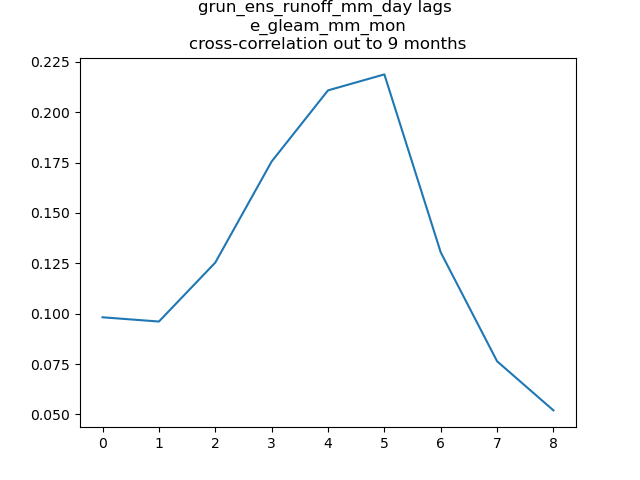 grun_ens_runoff_mm_day lags
e_gleam_mm_mon
cross-correlation out to 9 months
0.225
0.200
0.175
0.150
0.125
0.100
0.075
0.050
0 1 2 3 4 5 6 7 8